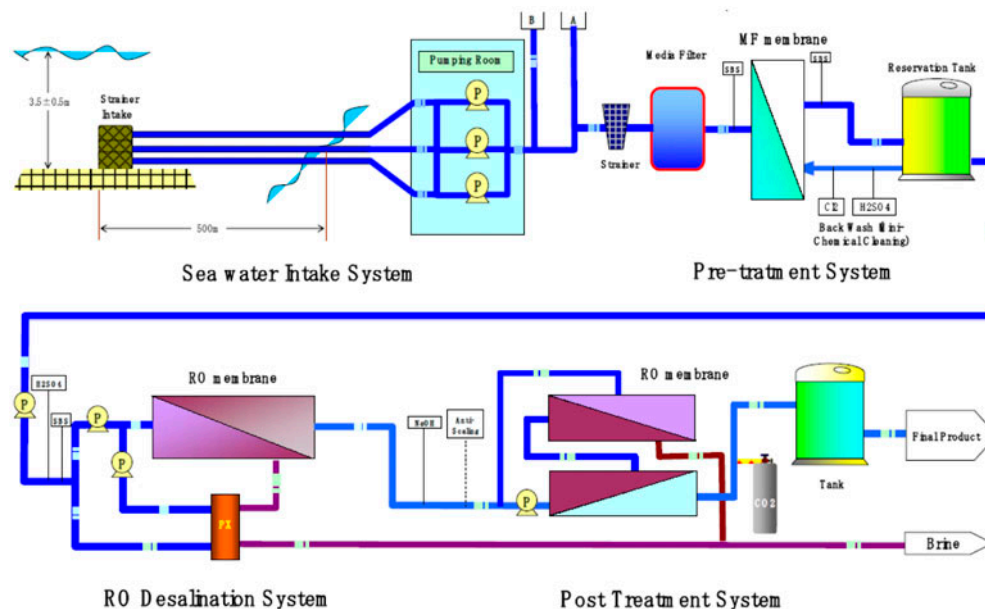 B
A
Pumping Room
Media Filter
MF membrane
SBS
SBS
Reservation Tank
3.5±0.5m
Strainer
Intake
P
P
P
Strainer
500m
Cl2
H2SO4
Back Wash Mini-
Chemical Cleaning)
Sea water Intake System
Pre-tratment System
H2SO4
SBS
P
P
P
RO membrane
PX
NaOH
Anti-
Scaling
RO membrane
P
CO2
Tank
Final Product
Brine
RO Desalination System
Post Treatment System